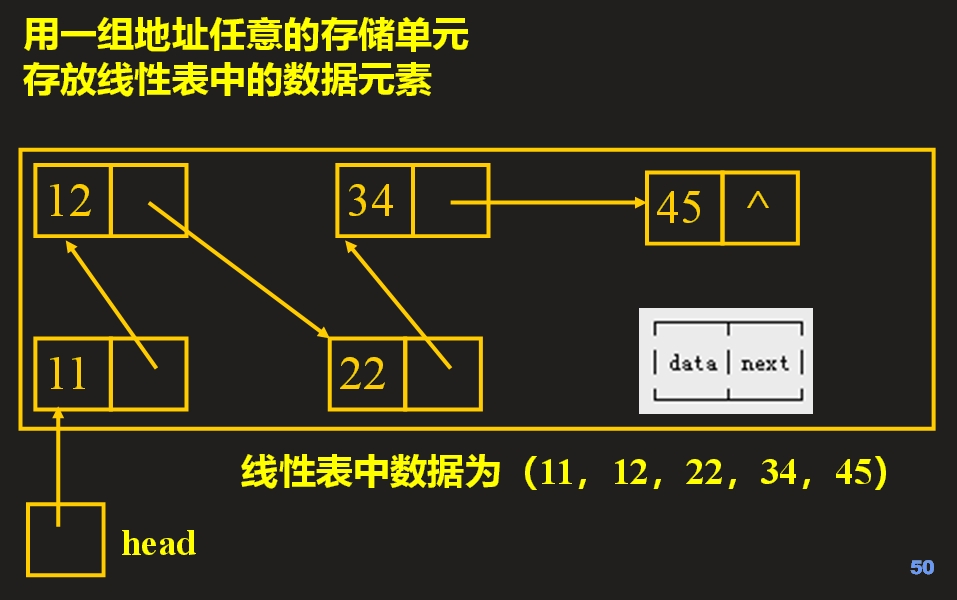 用一组地址任意的存储单元
存放线性表中的数据元素
12
34
45 ^
11
22
data next
线性表中数据为（11，12，22，34，45）
head
50